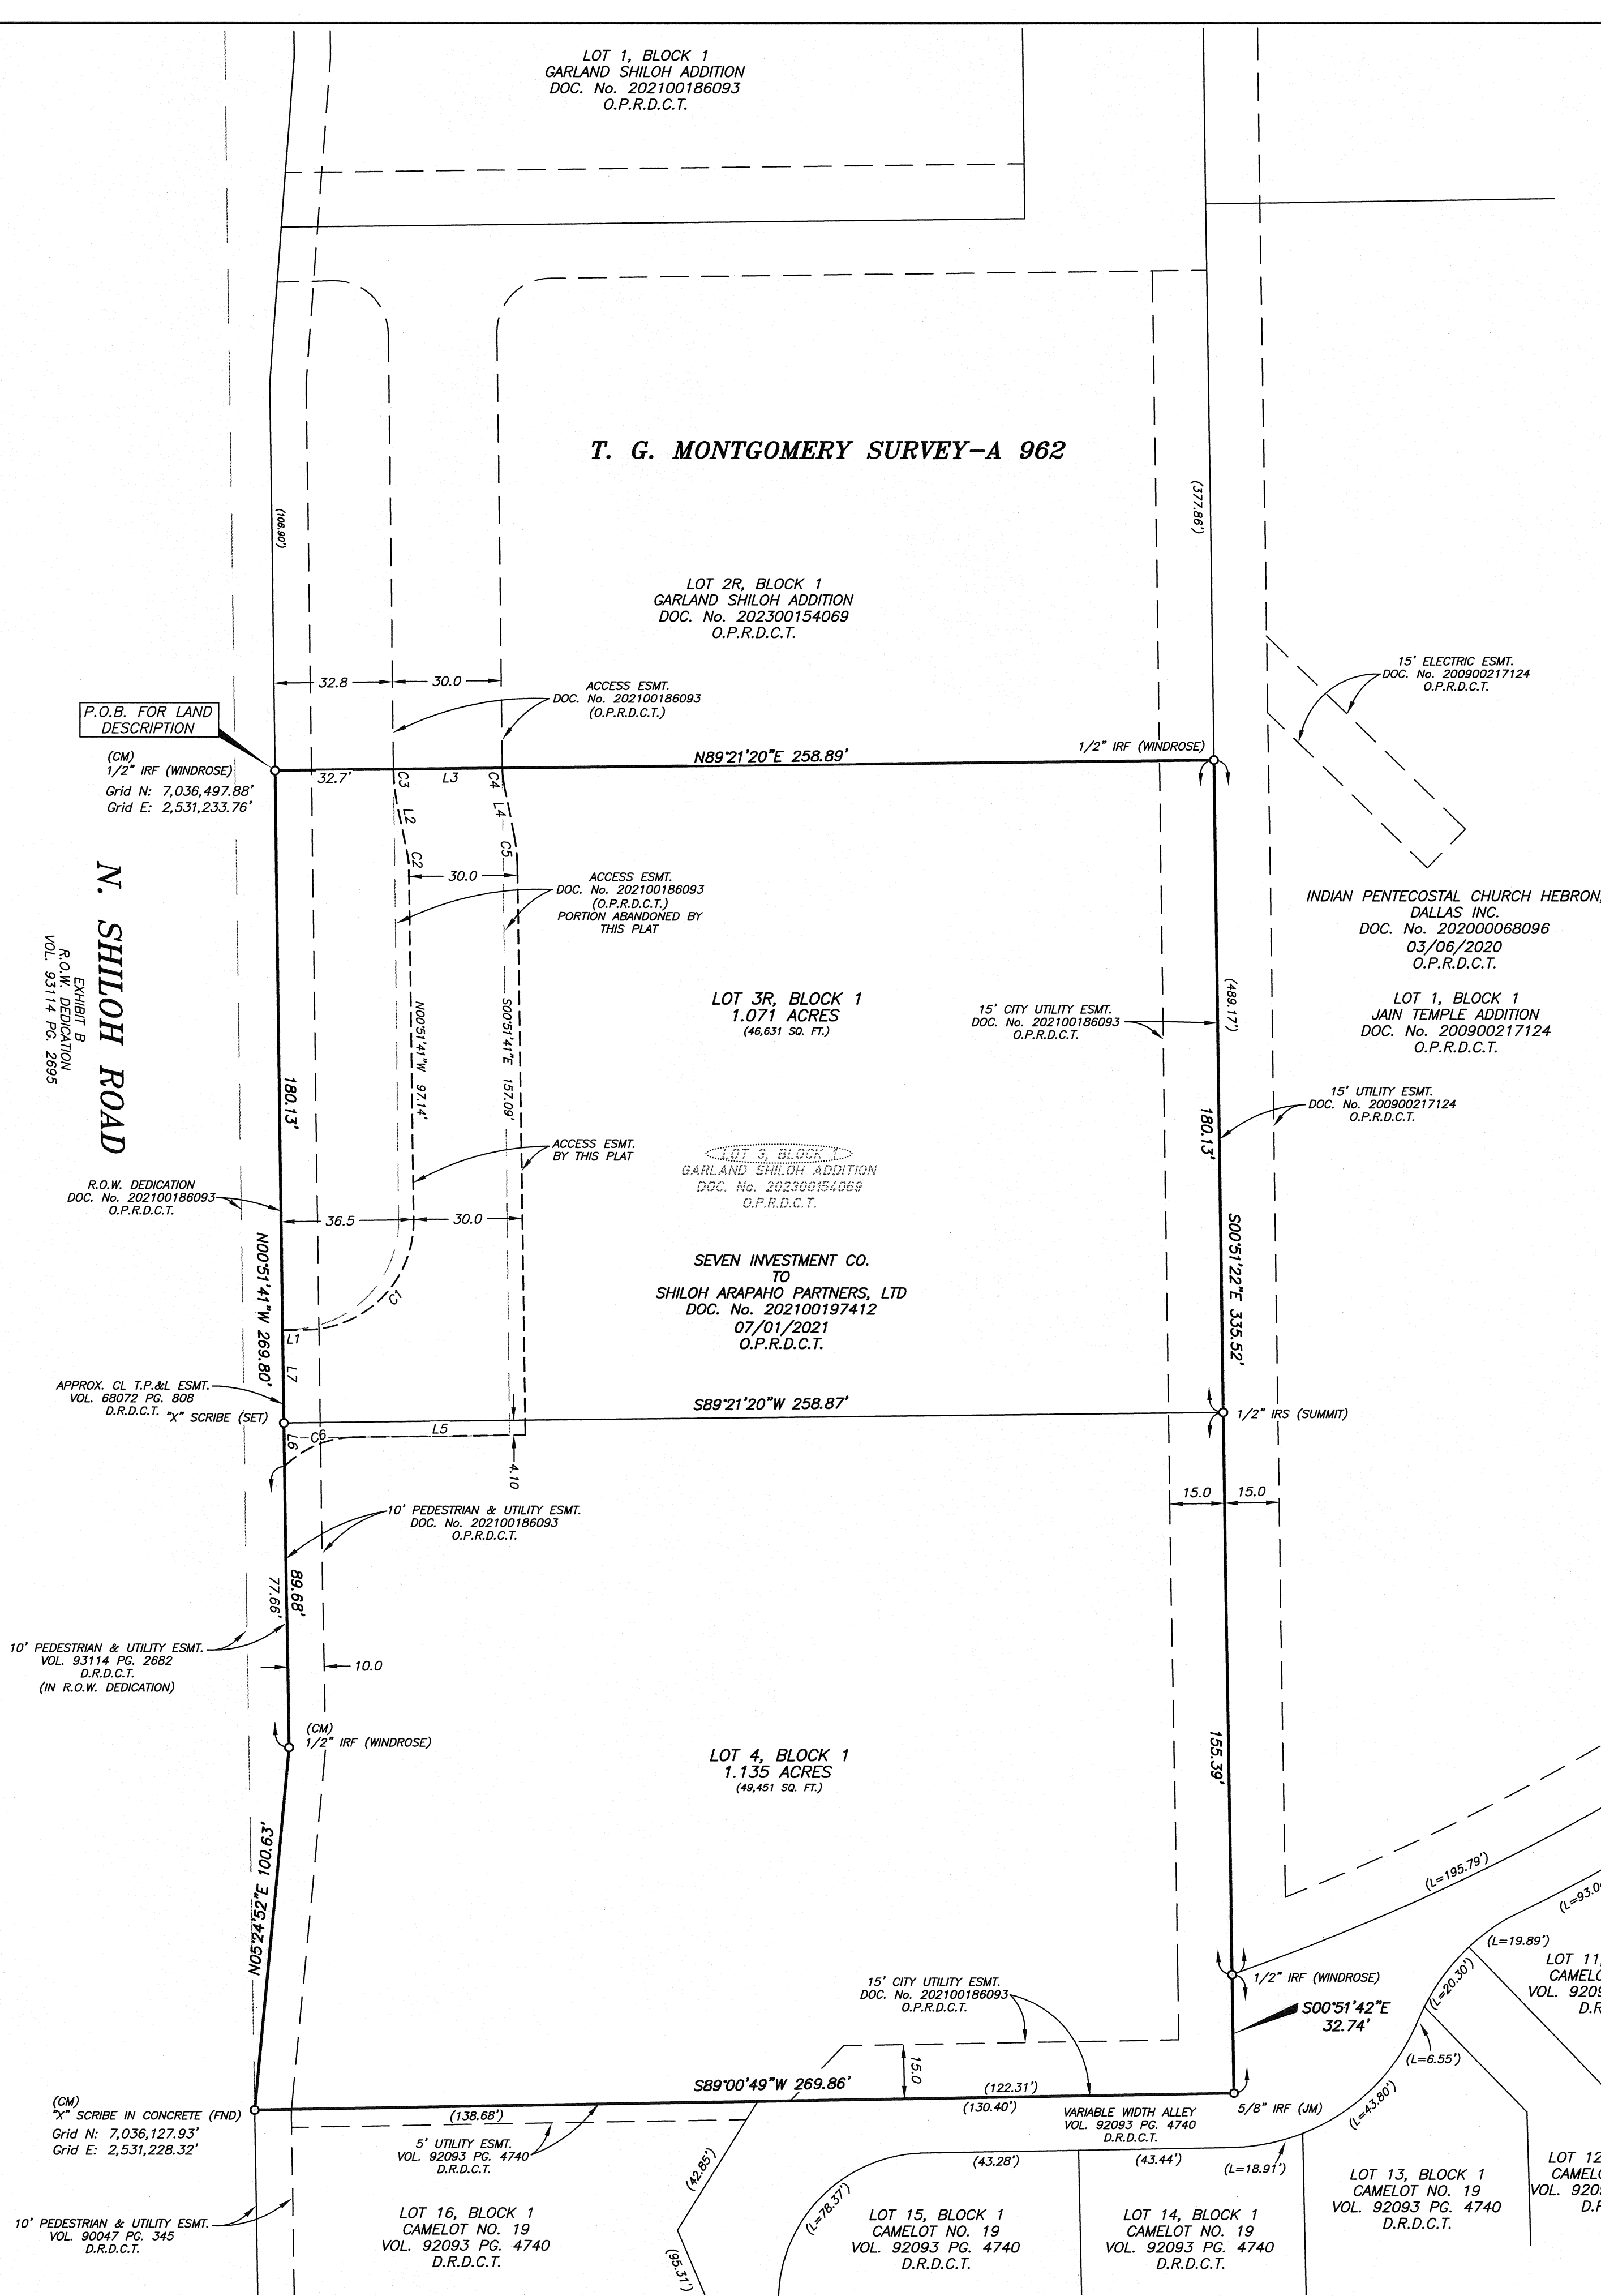 LOT 1, BLOCK 1
GARLAND SHILOH ADDITION
DOC. No. 202100186093
O.P.R.D.C.T.
T. G. MONTGOMERY SURVEY-A 962
(106.90')
(377.86')
LOT 2R, BLOCK 1
GARLAND SHILOH ADDITION
DOC. No. 202300154069
O.P.R.D.C.T.
15' ELECTRIC ESMT.
DOC. No. 200900217124
O.P.R.D.C.T.
32.8
30.0
ACCESS ESMT.
DOC. No. 202100186093
(O.P.R.D.C.T.)
P.O.B. FOR LAND
DESCRIPTION
(CM)
1/2" IRF (WINDROSE)
Grid N: 7,036,497.88'
Grid E: 2,531,233.76'
N89°21'20"E 258.89'
1/2" IRF (WINDROSE)
32.7'
C3
L3
C4
L2
L4
C2
C5
30.0
ACCESS ESMT.
DOC. No. 202100186093
(O.P.R.D.C.T.)
PORTION ABANDONED BY
THIS PLAT
N. SHILOH ROAD
EXHIBIT B
R.O.W. DEDICATION
VOL. 93114 PG. 2695
INDIAN PENTECOSTAL CHURCH HEBRON,
DALLAS INC.
DOC. No. 202000068096
03/06/2020
O.P.R.D.C.T.
LOT 1, BLOCK 1
JAIN TEMPLE ADDITION
DOC. No. 200900217124
O.P.R.D.C.T.
LOT 3R, BLOCK 1
1.071 ACRES
(46,631 SQ. FT.)
15' CITY UTILITY ESMT.
DOC. No. 202100186093
O.P.R.D.C.T.
(489.17')
N00°51'41"W 97.14'
S00°51'41"E 157.09'
180.13'
180.13'
15' UTILITY ESMT.
DOC. No. 200900217124
O.P.R.D.C.T.
ACCESS ESMT.
BY THIS PLAT
LOT 3, BLOCK 1
GARLAND SHILOH ADDITION
DOC. No. 202300154069
O.P.R.D.C.T.
R.O.W. DEDICATION
DOC. No. 202100186093
O.P.R.D.C.T.
36.5
30.0
N00°51'41"W 269.80'
S00°51'22"E 335.52'
SEVEN INVESTMENT CO.
TO
SHILOH ARAPAHO PARTNERS, LTD
DOC. No. 202100197412
07/01/2021
O.P.R.D.C.T.
C1
L1
L7
APPROX. CL T.P.&L ESMT.
VOL. 68072 PG. 808
D.R.D.C.T.
"X" SCRIBE (SET)
S89°21'20"W 258.87'
1/2" IRS (SUMMIT)
L6
C6
L5
4.10
15.0
15.0
10' PEDESTRIAN & UTILITY ESMT.
DOC. No. 202100186093
O.P.R.D.C.T.
89.68'
77.66'
10' PEDESTRIAN & UTILITY ESMT.
VOL. 93114 PG. 2682
D.R.D.C.T.
(IN R.O.W. DEDICATION)
10.0
(CM)
1/2" IRF (WINDROSE)
LOT 4, BLOCK 1
1.135 ACRES
(49,451 SQ. FT.)
155.39'
N05°24'52"E 100.63'
(L=195.79')
(L=19.89')
(L=20.30')
1/2" IRF (WINDROSE)
S00°51'42"E
32.74'
(L=6.55')
(L=43.80')
15' CITY UTILITY ESMT.
DOC. No. 202100186093
O.P.R.D.C.T.
15.0
S89°00'49"W 269.86'
(122.31')
(130.40')
(138.68')
(CM)
"X" SCRIBE IN CONCRETE (FND)
Grid N: 7,036,127.93'
Grid E: 2,531,228.32'
5' UTILITY ESMT.
VOL. 92093 PG. 4740
D.R.D.C.T.
VARIABLE WIDTH ALLEY
VOL. 92093 PG. 4740
D.R.D.C.T.
5/8" IRF (JM)
(42.85')
(43.28')
(43.44')
(L=18.91')
(L=78.37')
(95.31')
10' PEDESTRIAN & UTILITY ESMT.
VOL. 90047 PG. 345
D.R.D.C.T.
LOT 16, BLOCK 1
CAMELOT NO. 19
VOL. 92093 PG. 4740
D.R.D.C.T.
LOT 15, BLOCK 1
CAMELOT NO. 19
VOL. 92093 PG. 4740
D.R.D.C.T.
LOT 14, BLOCK 1
CAMELOT NO. 19
VOL. 92093 PG. 4740
D.R.D.C.T.
LOT 13, BLOCK 1
CAMELOT NO. 19
VOL. 92093 PG. 4740
D.R.D.C.T.
LOT 11,
VOL.
LOT 12
VOL.